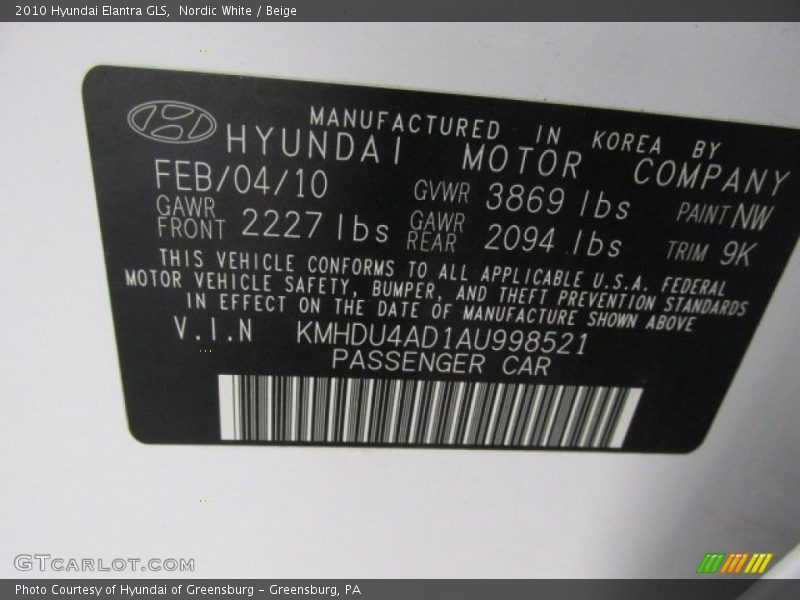 2010 Hyundai Elantra GLS, Nordic White / Beige
MANUFACTURED IN KOREA BY
HYUNDAI MOTOR COMPANY
FEB/04/10 GVWR 3869 lbs PAINT NW
GAWR FRONT 2227 lbs GAWR REAR 2094 lbs TRIM 9K
THIS VEHICLE CONFORMS TO ALL APPLICABLE U.S.A. FEDERAL
MOTOR VEHICLE SAFETY, BUMPER, AND THEFT PREVENTION STANDARDS
IN EFFECT ON THE DATE OF MANUFACTURE SHOWN ABOVE
V.I.N KMHDU4AD1AU998521
PASSENGER CAR
GTCARLOT.COM
Photo Courtesy of Hyundai of Greensburg - Greensburg, PA